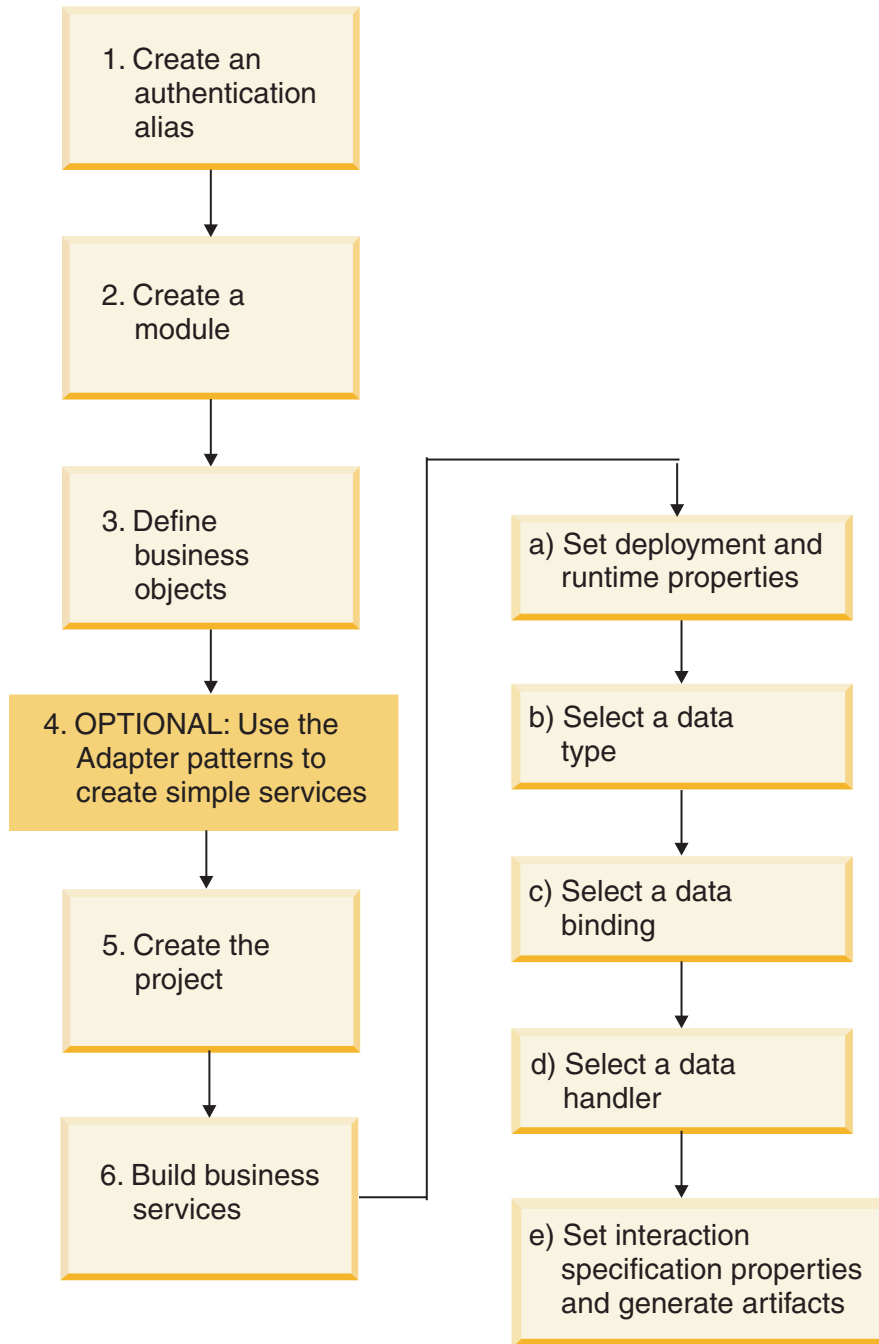 1. Create an
authentication
alias
2. Create a
module
3. Define
business
objects
4. OPTIONAL: Use the
Adapter patterns to
create simple services
5. Create the
project
6. Build business
services
a) Set deployment and
runtime properties
b) Select a data
type
c) Select a data
binding
d) Select a data
handler
e) Set interaction
specification properties
and generate artifacts